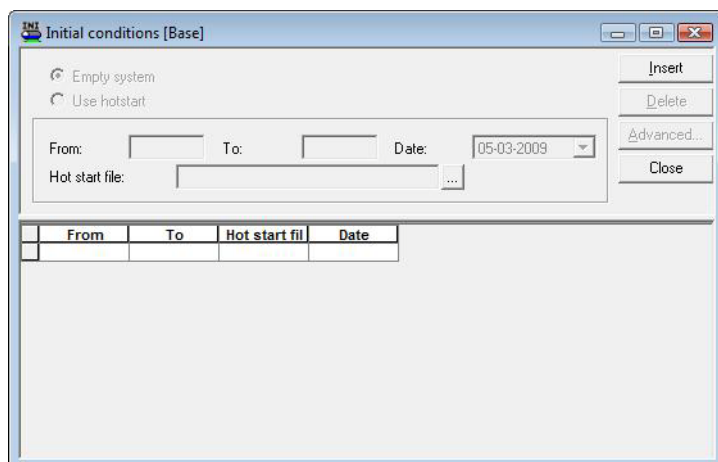 INI
Initial conditions [Base]
Empty system
Use hotstart
From:
To:
Date:
05-03-2009
Hot start file:
...
Insert
Delete
Advanced...
Close
From To Hot start fil Date